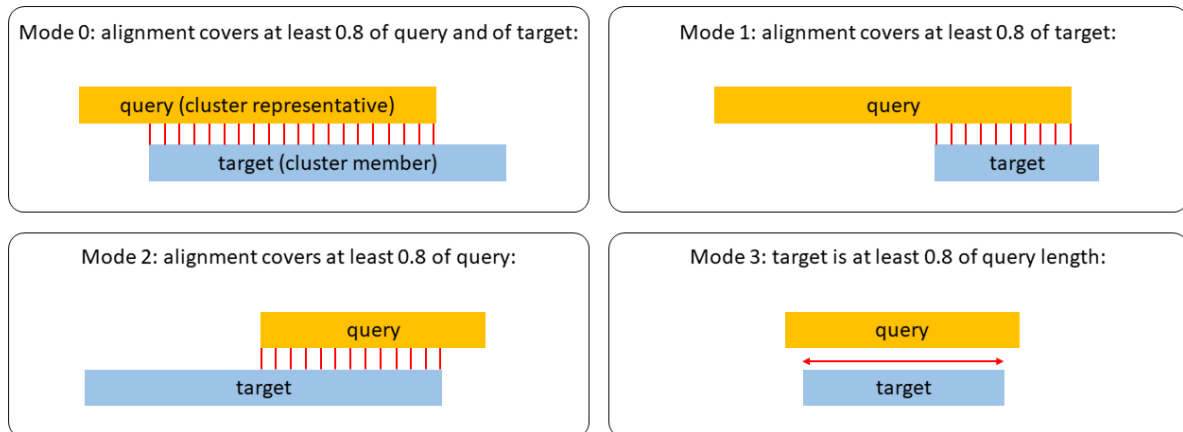 Mode 0: alignment covers at least 0.8 of query and of target:
query (cluster representative)
target (cluster member)
Mode 1: alignment covers at least 0.8 of target:
query
target
Mode 2: alignment covers at least 0.8 of query:
query
target
Mode 3: target is at least 0.8 of query length:
query
target